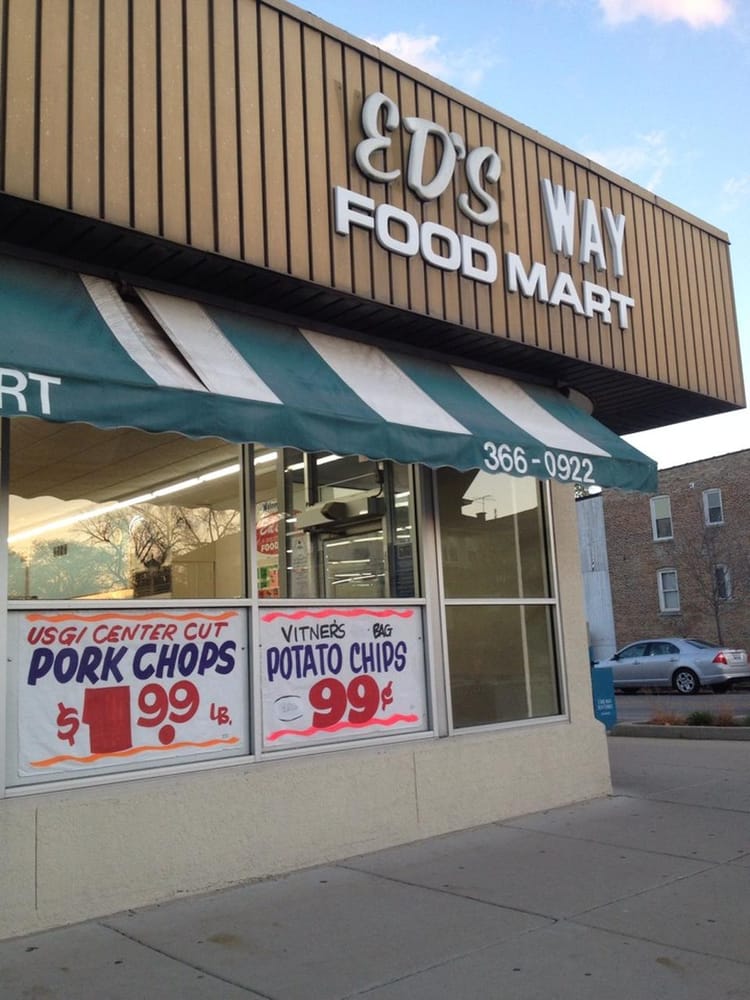 ED'S WAY
FOOD MART
RT
366-0922
FOOD
USGI CENTER CUT
PORK CHOPS
$1.99 LB.
VITNER'S BAG
POTATO CHIPS
99¢